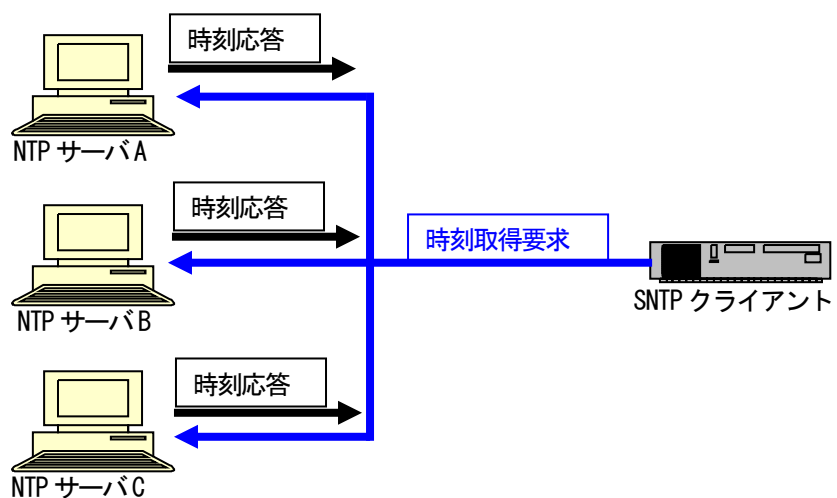 時刻応答
NTP サーバA
時刻応答
時刻取得要求
SNTP クライアント
NTP サーバB
時刻応答
NTP サーバC